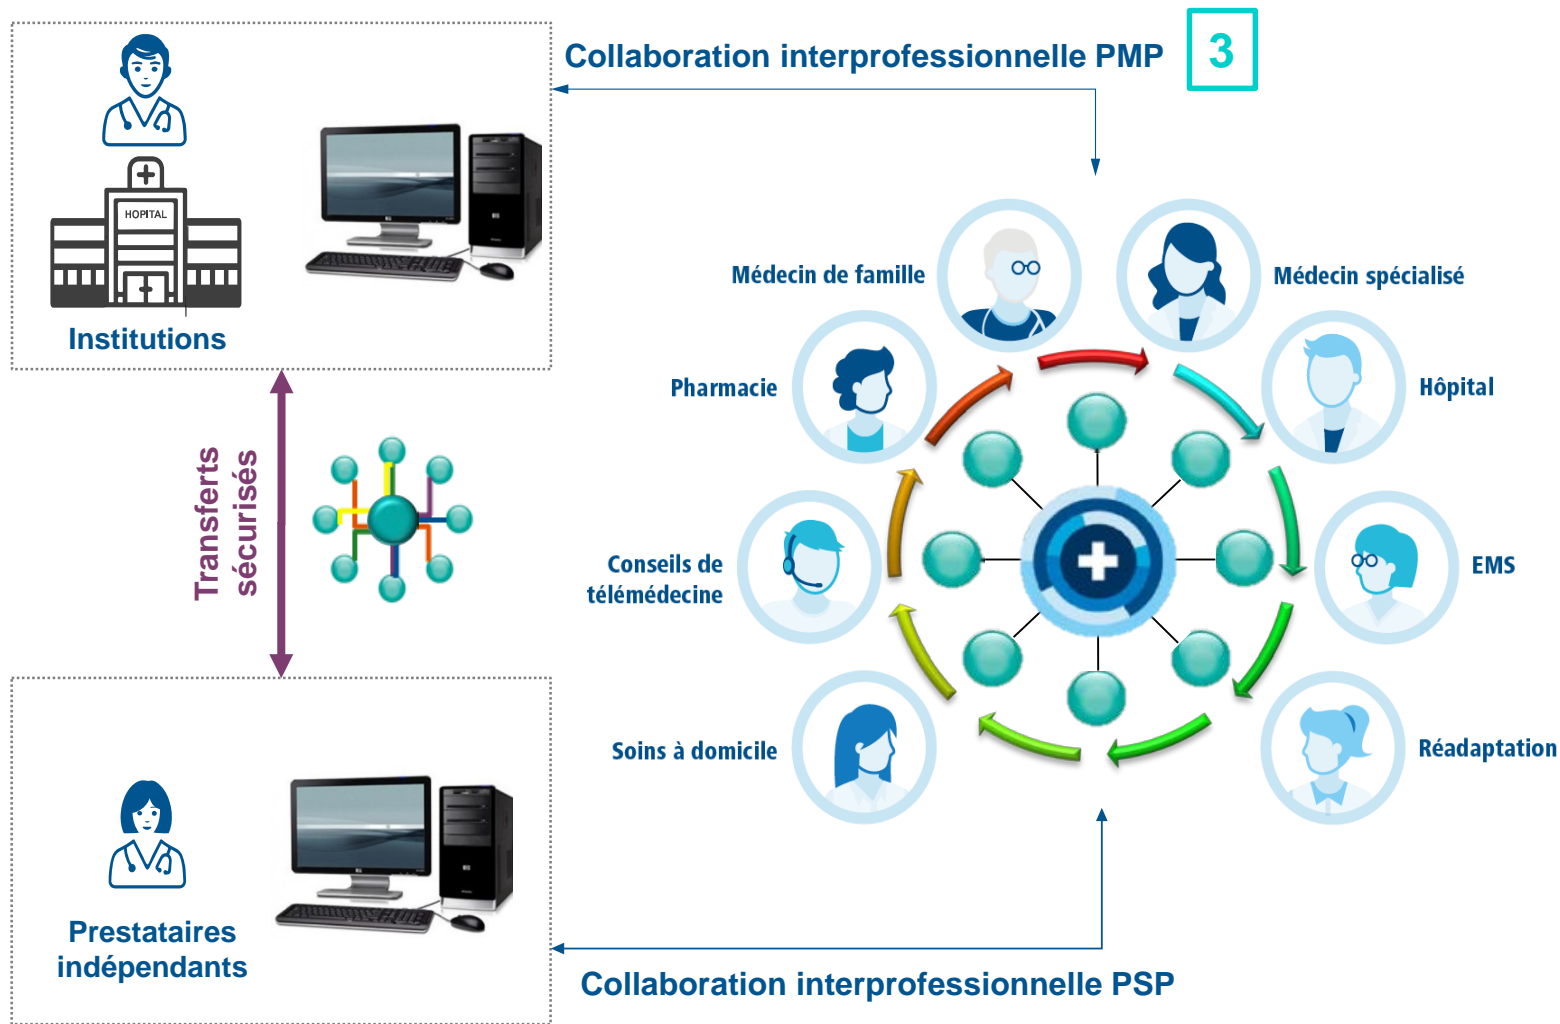 Collaboration interprofessionnelle PMP
3
HOPITAL
Institutions
Médecin de famille
Médecin spécialisé
Pharmacie
Hôpital
Transferts
sécurisés
Conseils de
télémédecine
EMS
Soins à domicile
Réadaptation
Prestataires
indépendants
Collaboration interprofessionnelle PSP